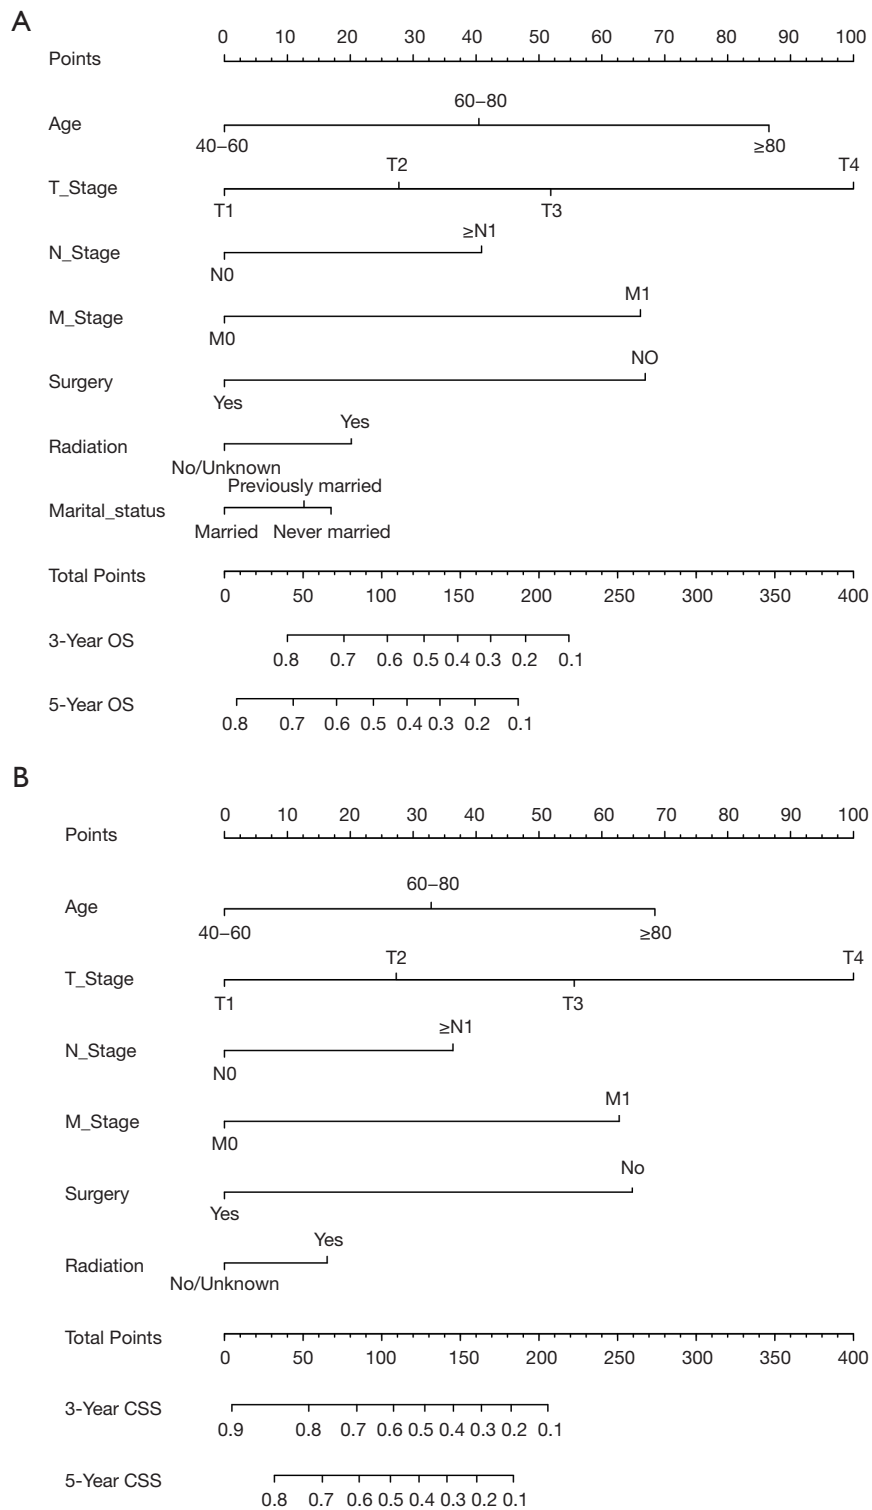 A
Points 0 10 20 30 40 50 60 70 80 90 100
60–80
Age
40–60 ≥80
T2 T4
T_Stage
T1 T3
≥N1
N_Stage
N0
M1
M_Stage
M0
NO
Surgery
Yes
Yes
Radiation
No/Unknown
Previously married
Marital_status
Married Never married
Total Points
0 50 100 150 200 250 300 350 400
3-Year OS
0.8 0.7 0.6 0.5 0.4 0.3 0.2 0.1
5-Year OS
0.8 0.7 0.6 0.5 0.4 0.3 0.2 0.1
B
0 10 20 30 40 50 60 70 80 90 100
Points
60–80
Age
40–60 ≥80
T2 T4
T_Stage
T1 T3
≥N1
N_Stage
N0
M1
M_Stage
M0
No
Surgery
Yes
Yes
Radiation
No/Unknown
Total Points
0 50 100 150 200 250 300 350 400
3-Year CSS
0.9 0.8 0.7 0.6 0.5 0.4 0.3 0.2 0.1
5-Year CSS
0.8 0.7 0.6 0.5 0.4 0.3 0.2 0.1